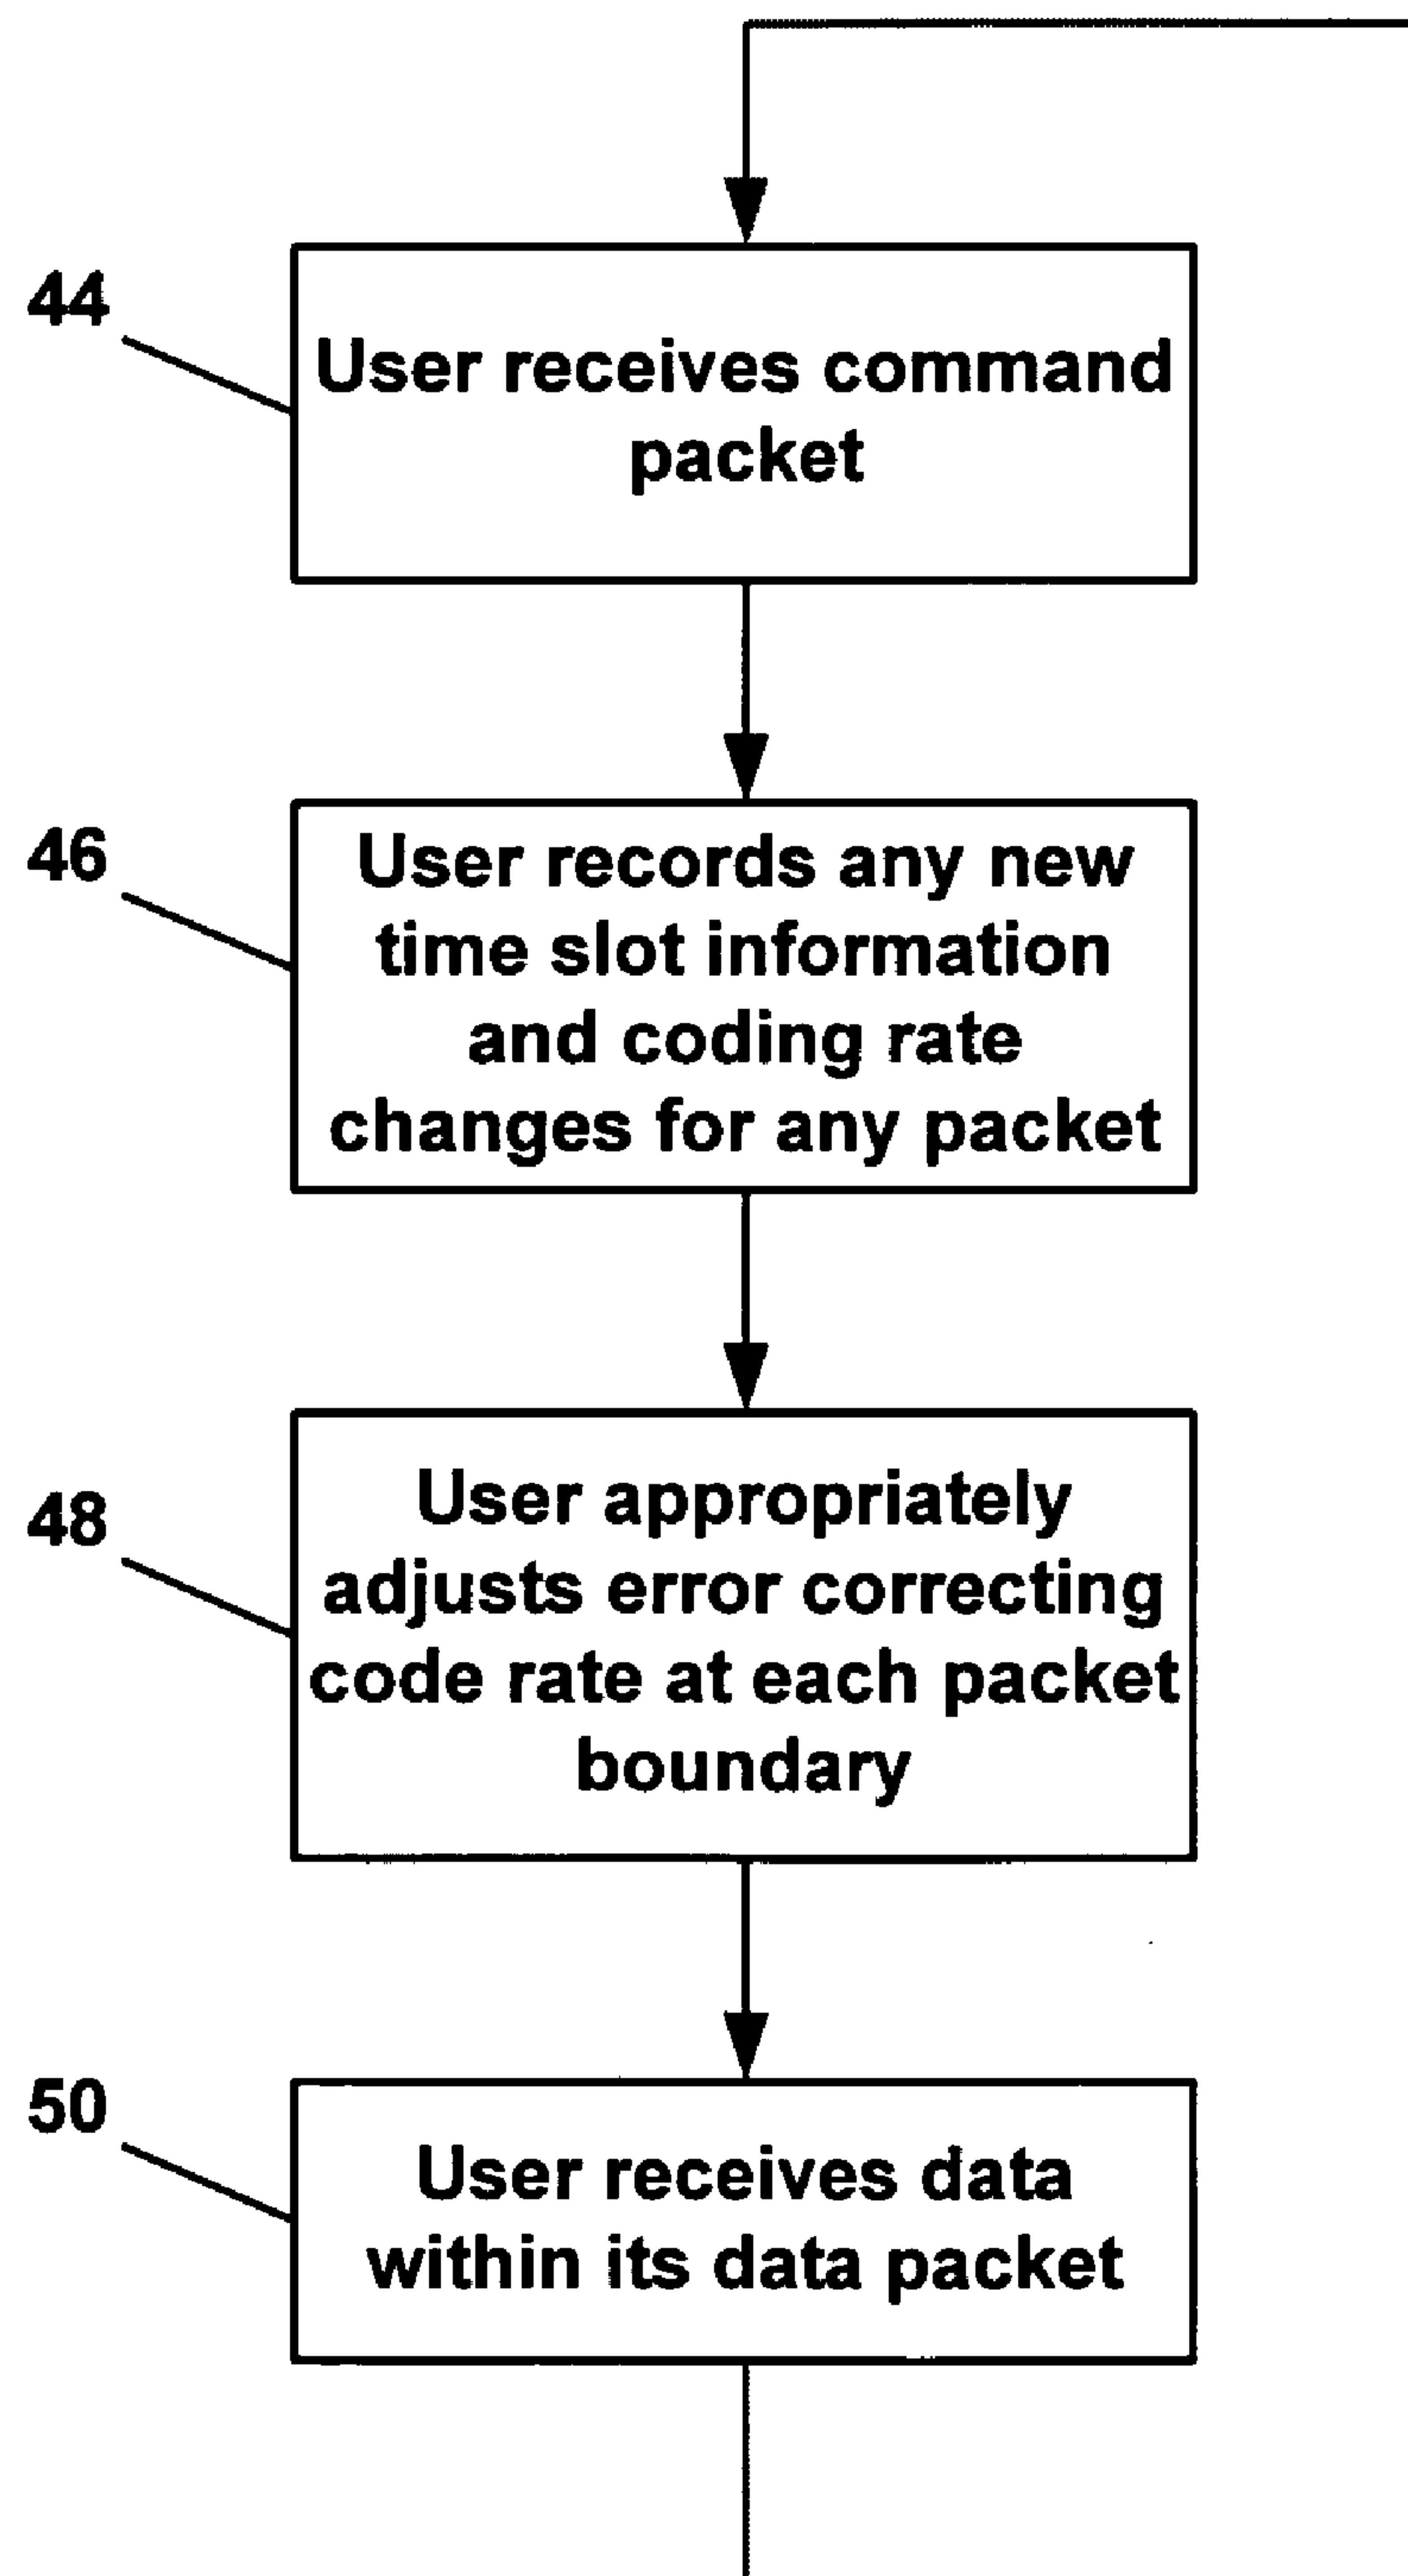 44
User receives command
packet
46
User records any new
time slot information
and coding rate
changes for any packet
48
User appropriately
adjusts error correcting
code rate at each packet
boundary
50
User receives data
within its data packet